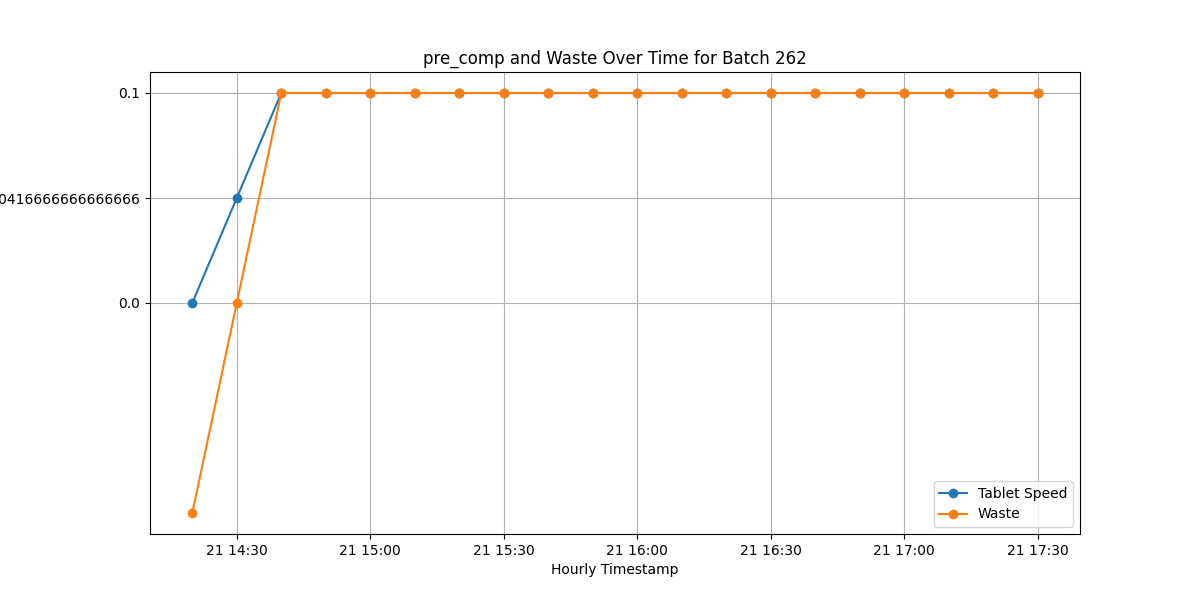 pre_comp and Waste Over Time for Batch 262
0.1
0416666666666666
0.0
Tablet Speed
Waste
21 14:30
21 15:00
21 15:30
21 16:00
21 16:30
21 17:00
21 17:30
Hourly Timestamp